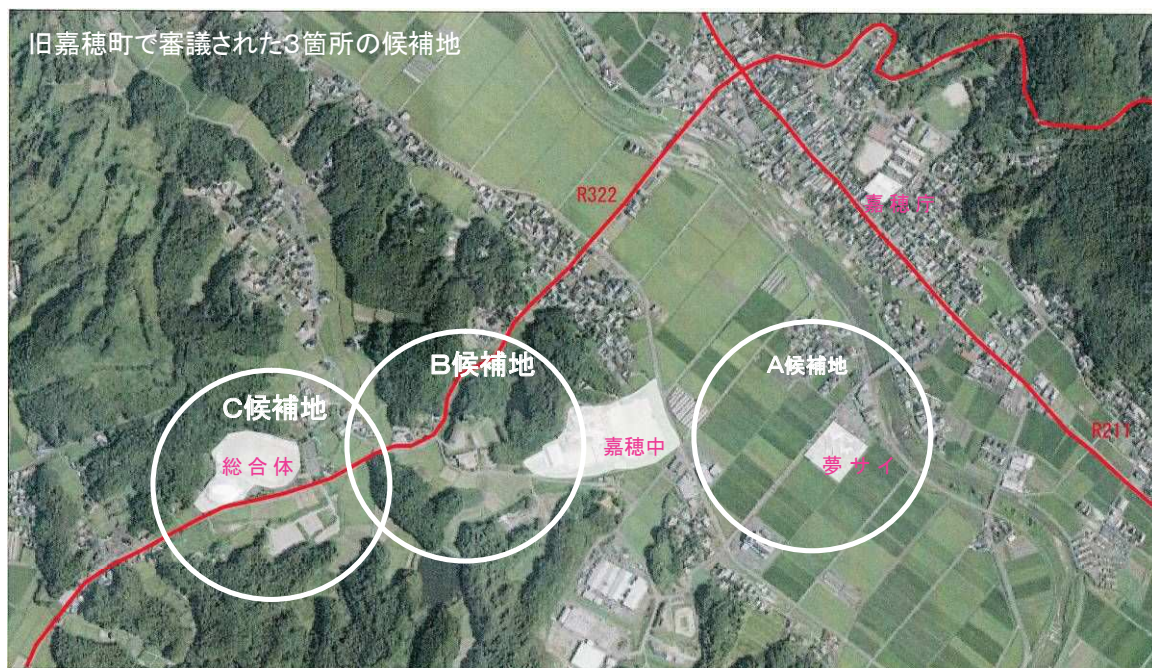 旧嘉穂町で審議された3箇所の候補地
R322
嘉穂庁
B候補地
A候補地
C候補地
嘉穂中
R211
総合体
夢サイ